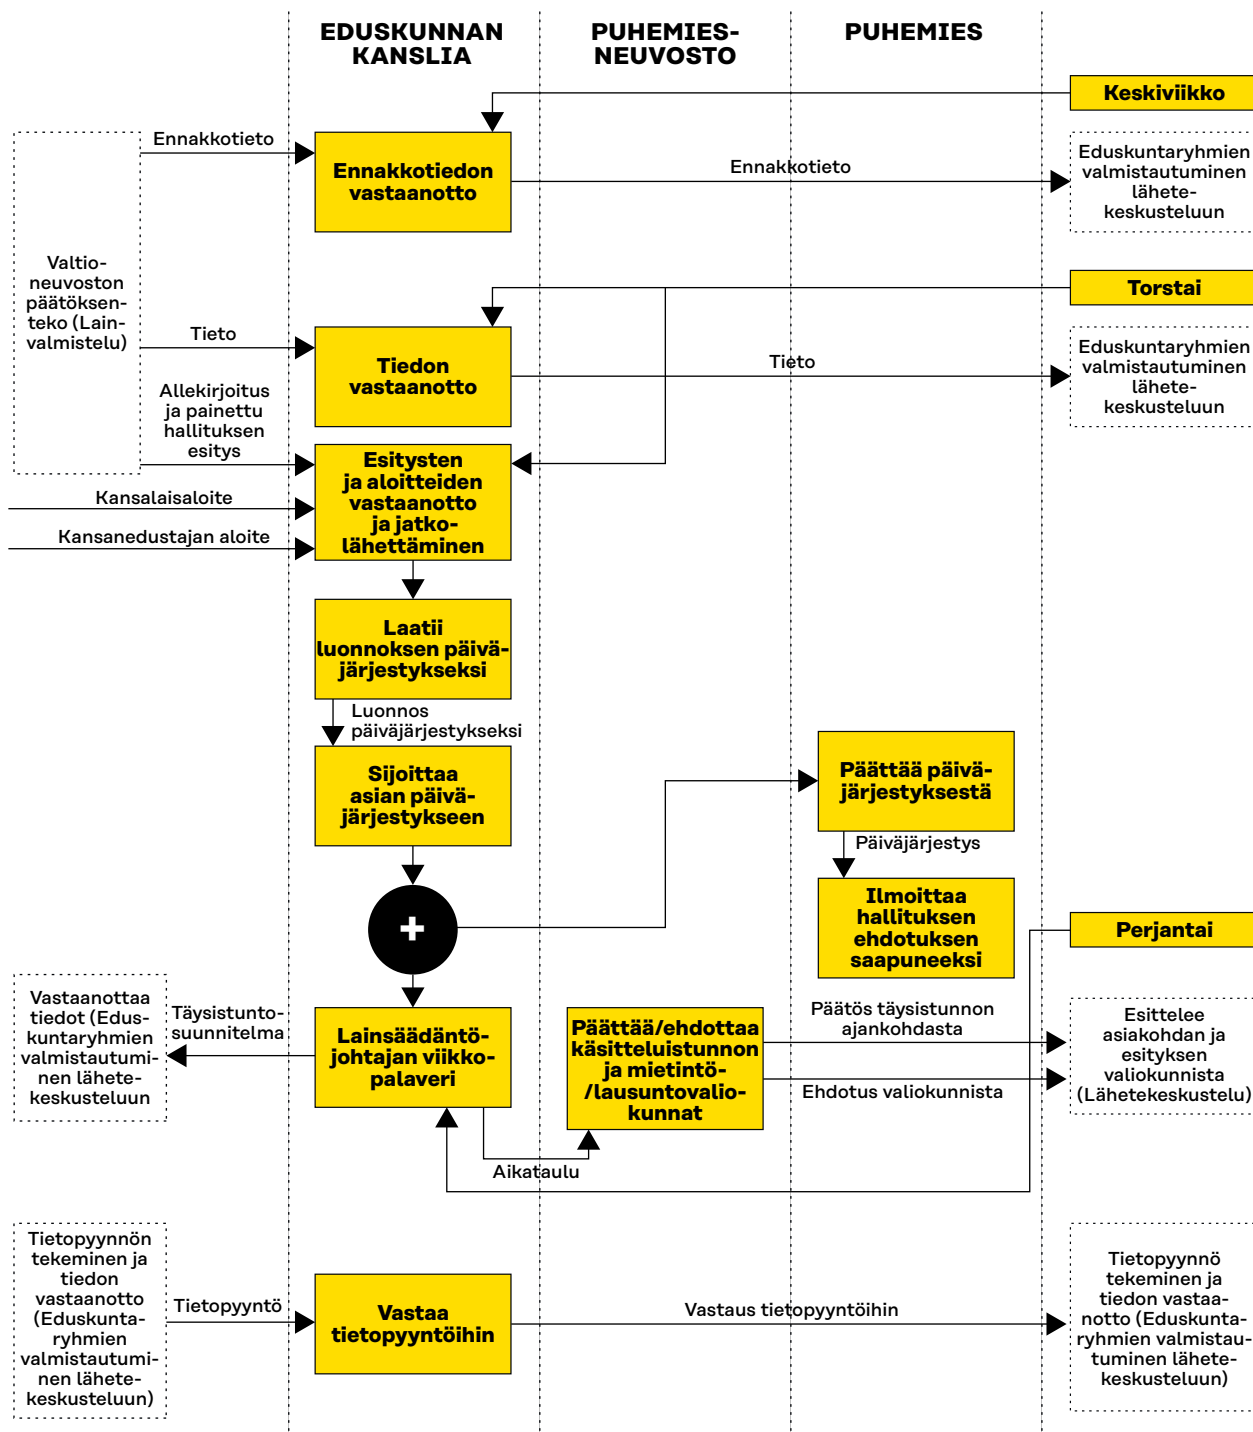 EDUSKUNNAN
KANSLIA
PUHEMIES-
NEUVOSTO
PUHEMIES
Keskiviikko
Ennakkotieto
Ennakkotiedon
vastaanotto
Ennakkotieto
Eduskuntaryhmien
valmistautuminen
lähete-
keskusteluun
Valtio-
neuvoston
päätöksen-
teko (Lain-
valmistelu)
Torstai
Tieto
Tiedon
vastaanotto
Tieto
Eduskuntaryhmien
valmistautuminen
lähete-
keskusteluun
Allekirjoitus
ja painettu
hallituksen
esitys
Kansalaisaloite
Kansanedustajan aloite
Esitysten
ja aloitteiden
vastaanotto
ja jatko-
lähettäminen
Laatii
luonnoksen päivä-
järjestykseksi
Luonnos
päiväjärjestykseksi
Sijoittaa
asian päivä-
järjestykseen
Päättää päivä-
järjestyksestä
Päiväjärjestys
Ilmoittaa
hallituksen
ehdotuksen
saapuneeksi
+
Perjantai
Vastaanottaa
tiedot (Edus-
kuntaryhmien
valmistautumi-
nen lähete-
keskusteluun
Täysistunto-
suunnitelma
Lainsäädäntö-
johtajan viikko-
palaveri
Päättää/ehdottaa
käsitteluistunnon
ja mietintö-
/lausuntovalio-
kunnat
Päätös täysistunnon
ajankohdasta
Ehdotus valiokunnista
Esittelee
asiakohdan ja
esityksen
valiokunnista
(Lähetekeskustelu)
Aikataulu
Tietopyynnön
tekeminen ja
tiedon
vastaanotto
(Eduskunta-
ryhmien
valmistautumi-
nen lähete-
keskusteluun)
Tietopyyntö
Vastaa
tietopyyntöihin
Vastaus tietopyyntöihin
Tietopyynnö
tekeminen ja
tiedon vastaa-
notto (Eduskunta-
ryhmien valmistau-
tuminen lähete-
keskusteluun)